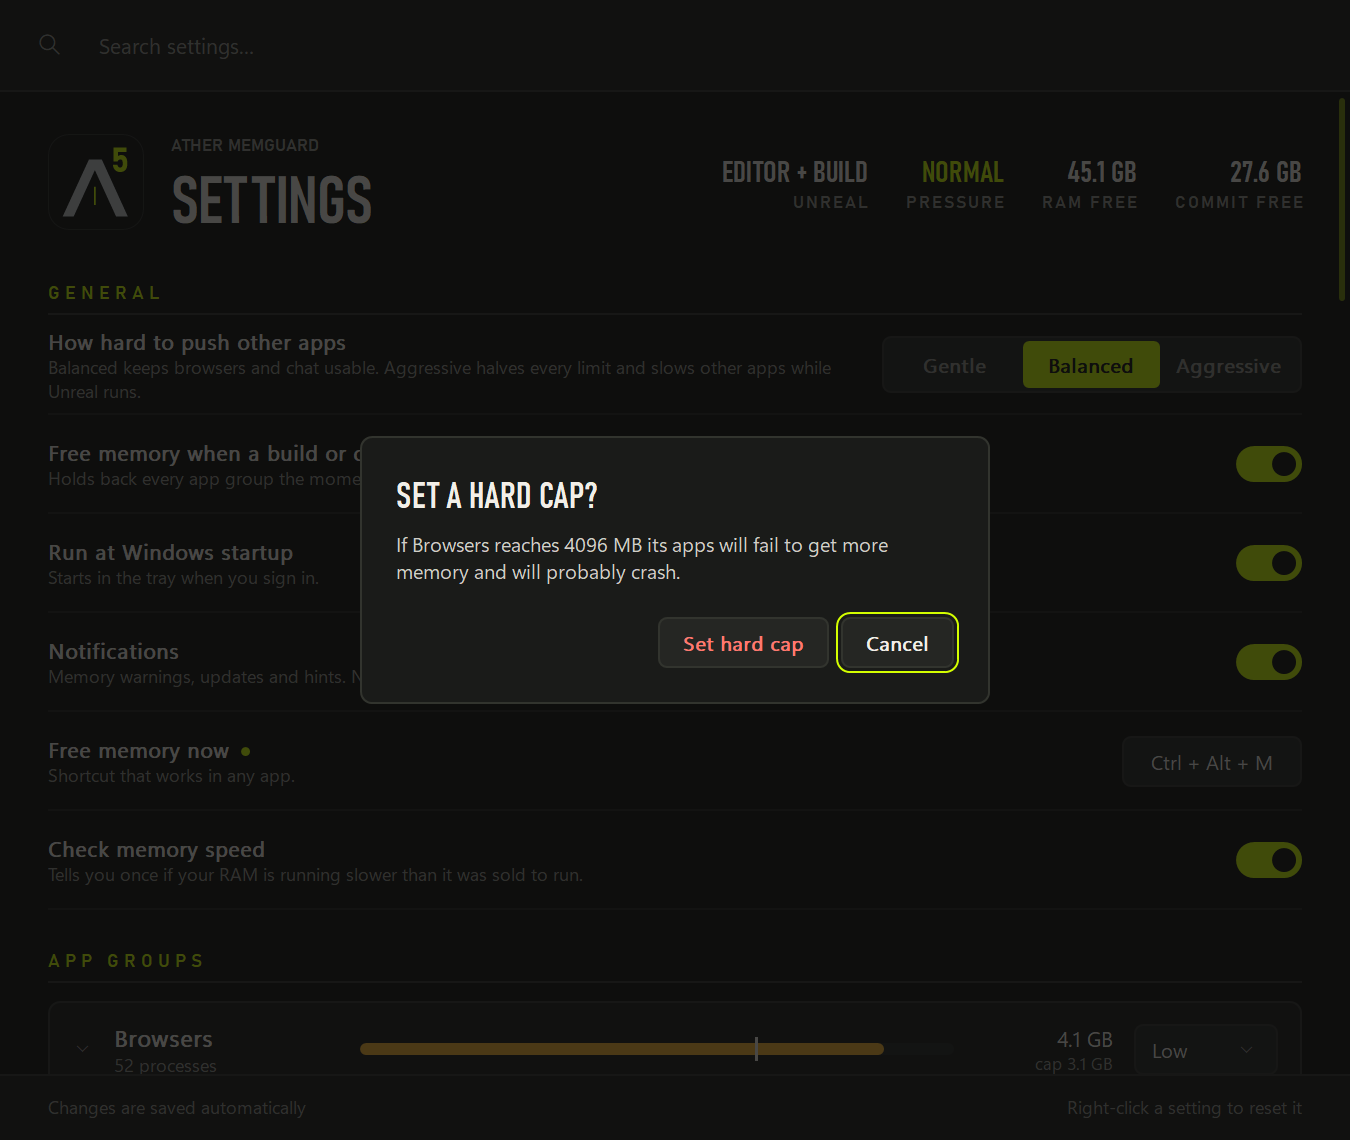 Search settings...
5
ATHER MEMGUARD
SETTINGS
EDITOR + BUILD
UNREAL
NORMAL
PRESSURE
45.1 GB
RAM FREE
27.6 GB
COMMIT FREE
GENERAL
How hard to push other apps
Balanced keeps browsers and chat usable. Aggressive halves every limit and slows other apps while
Unreal runs.
Gentle
Balanced
Aggressive
Free memory when a build or
Holds back every app group the mome
Run at Windows startup
Starts in the tray when you sign in.
Notifications
Memory warnings, updates and hints.
SET A HARD CAP?
If Browsers reaches 4096 MB its apps will fail to get more
memory and will probably crash.
Set hard cap
Cancel
Free memory now
Shortcut that works in any app.
Ctrl + Alt + M
Check memory speed
Tells you once if your RAM is running slower than it was sold to run.
APP GROUPS
Browsers
52 processes
4.1 GB
cap 3.1 GB
Low
Changes are saved automatically
Right-click a setting to reset it